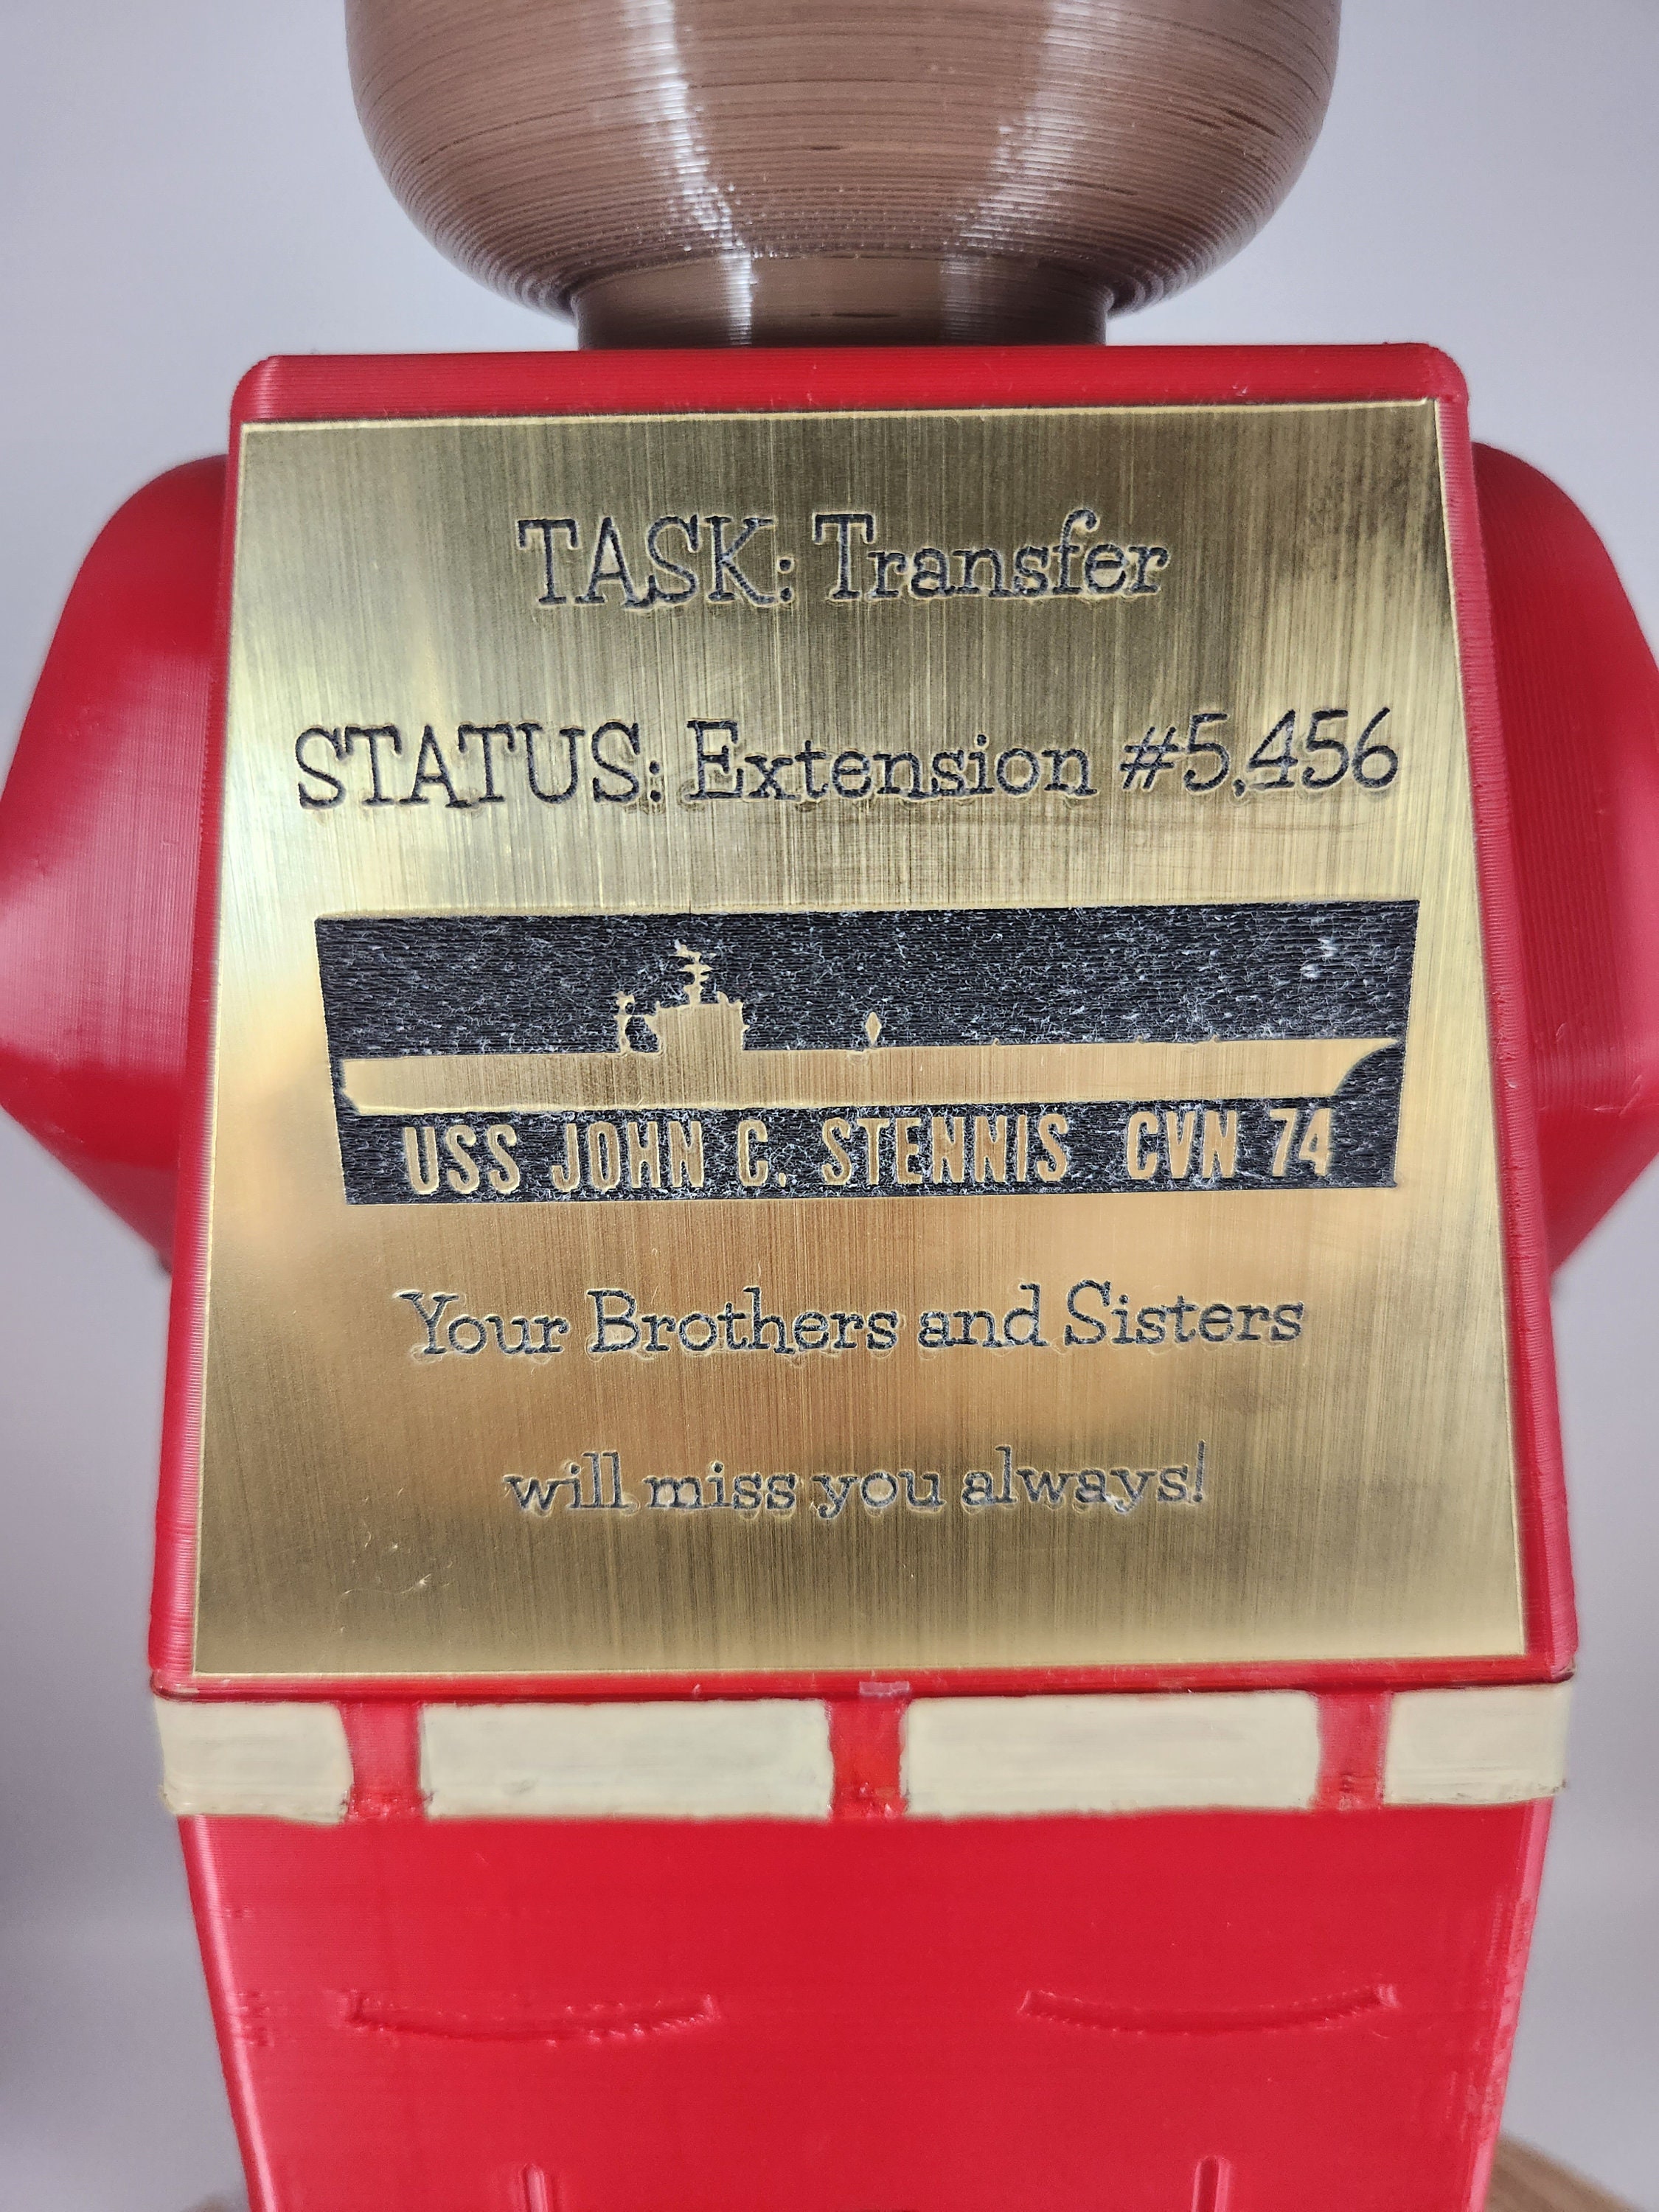 TASK: Transfer
STATUS: Extension #5,456
USS JOHN C. STENNIS CVN 74
Your Brothers and Sisters
will miss you always!